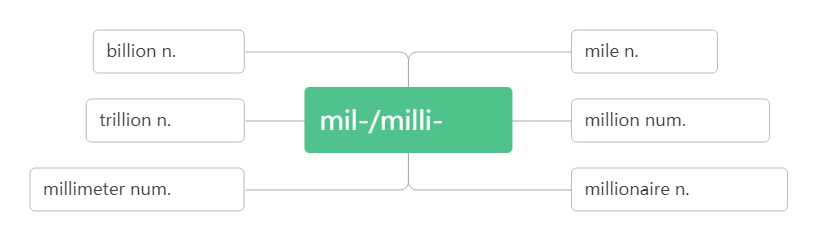 billion n.
mile n.
trillion n.
mil-/milli-
million num.
millimeter num.
millionaire n.